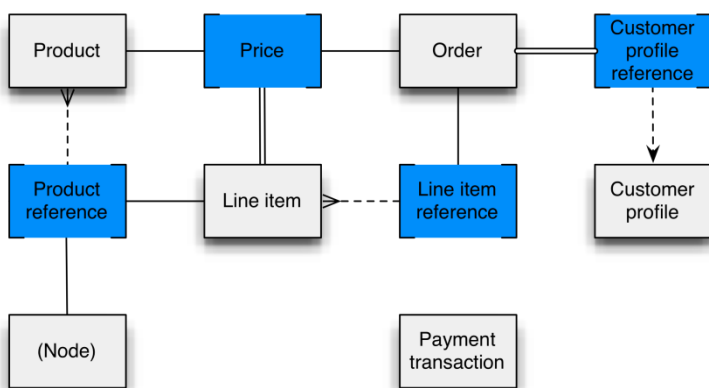 Product
Price
Order
Customer
profile
reference
Product
reference
Line item
Line item
reference
Customer
profile
(Node)
Payment
transaction